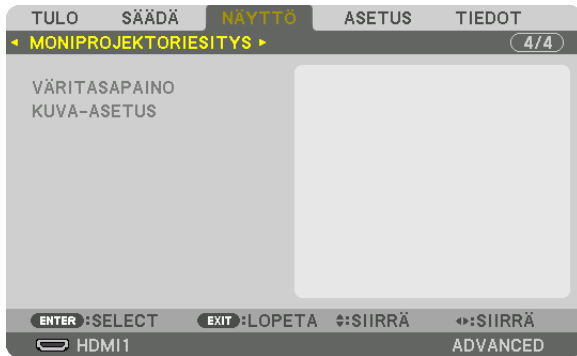 TULO SÄÄDÄ NÄYTTÖ ASETUS TIEDOT
MONIPROJEKTORIESITYS 4/4
VÄRITASAPAINO
KUVA-ASETUS
ENTER:SELECT EXIT:LOPETA :SIIRRÄ :SIIRRÄ
HDMI1 ADVANCED